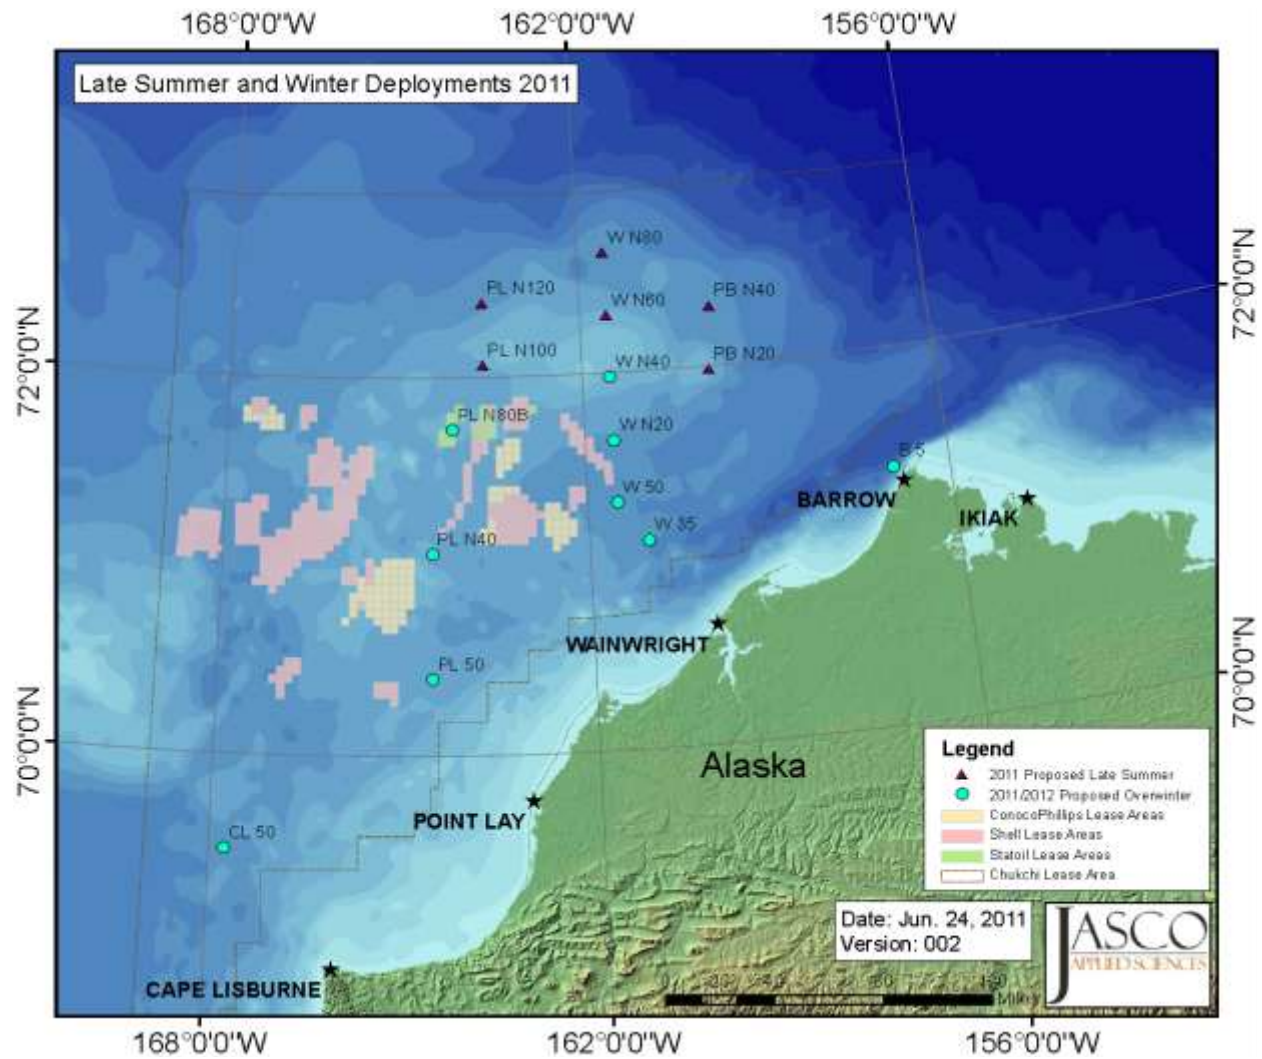 168°0'0"W 162°0'0"W 156°0'0"W
Late Summer and Winter Deployments 2011
W N80
PL N120
W N60
PB N40
72°0'0"N
72°0'0"N
PL N100
W N40
PB N20
PL N80B
W N20
B 5
W 50
BARROW
IKIAK
W 35
PL N40
WAINWRIGHT
PL 50
70°0'0"N
70°0'0"N
Alaska
Legend
2011 Proposed Late Summer
2011/2012 Proposed Overwinter
ConocoPhillips Lease Areas
Shell Lease Areas
Statoil Lease Areas
Chukchi Lease Area
POINT LAY
CL 50
Date: Jun. 24, 2011
Version: 002
JASCO
APPLIED SCIENCES
CAPE LISBURNE
Miles
168°0'0"W 162°0'0"W 156°0'0"W